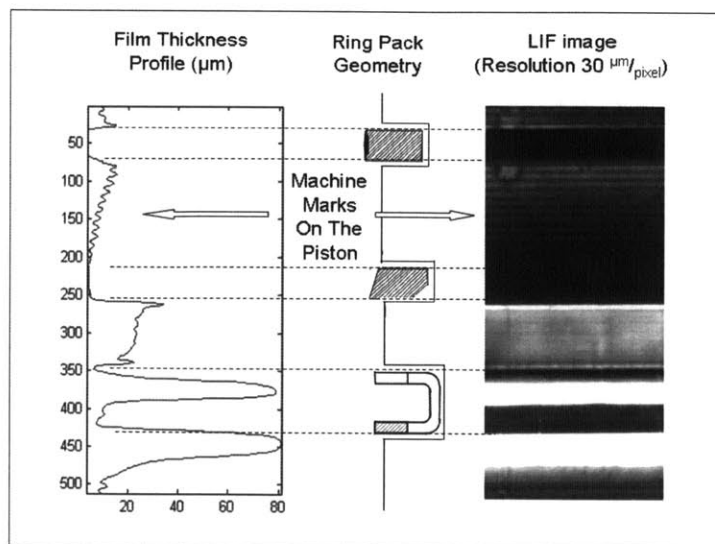 Film Thickness
Profile (µm)
Ring Pack
Geometry
LIF image
(Resolution 30 µm/pixel)
50
100
150
200
250
300
350
400
450
500
20
40
60
80
Machine
Marks
On The
Piston